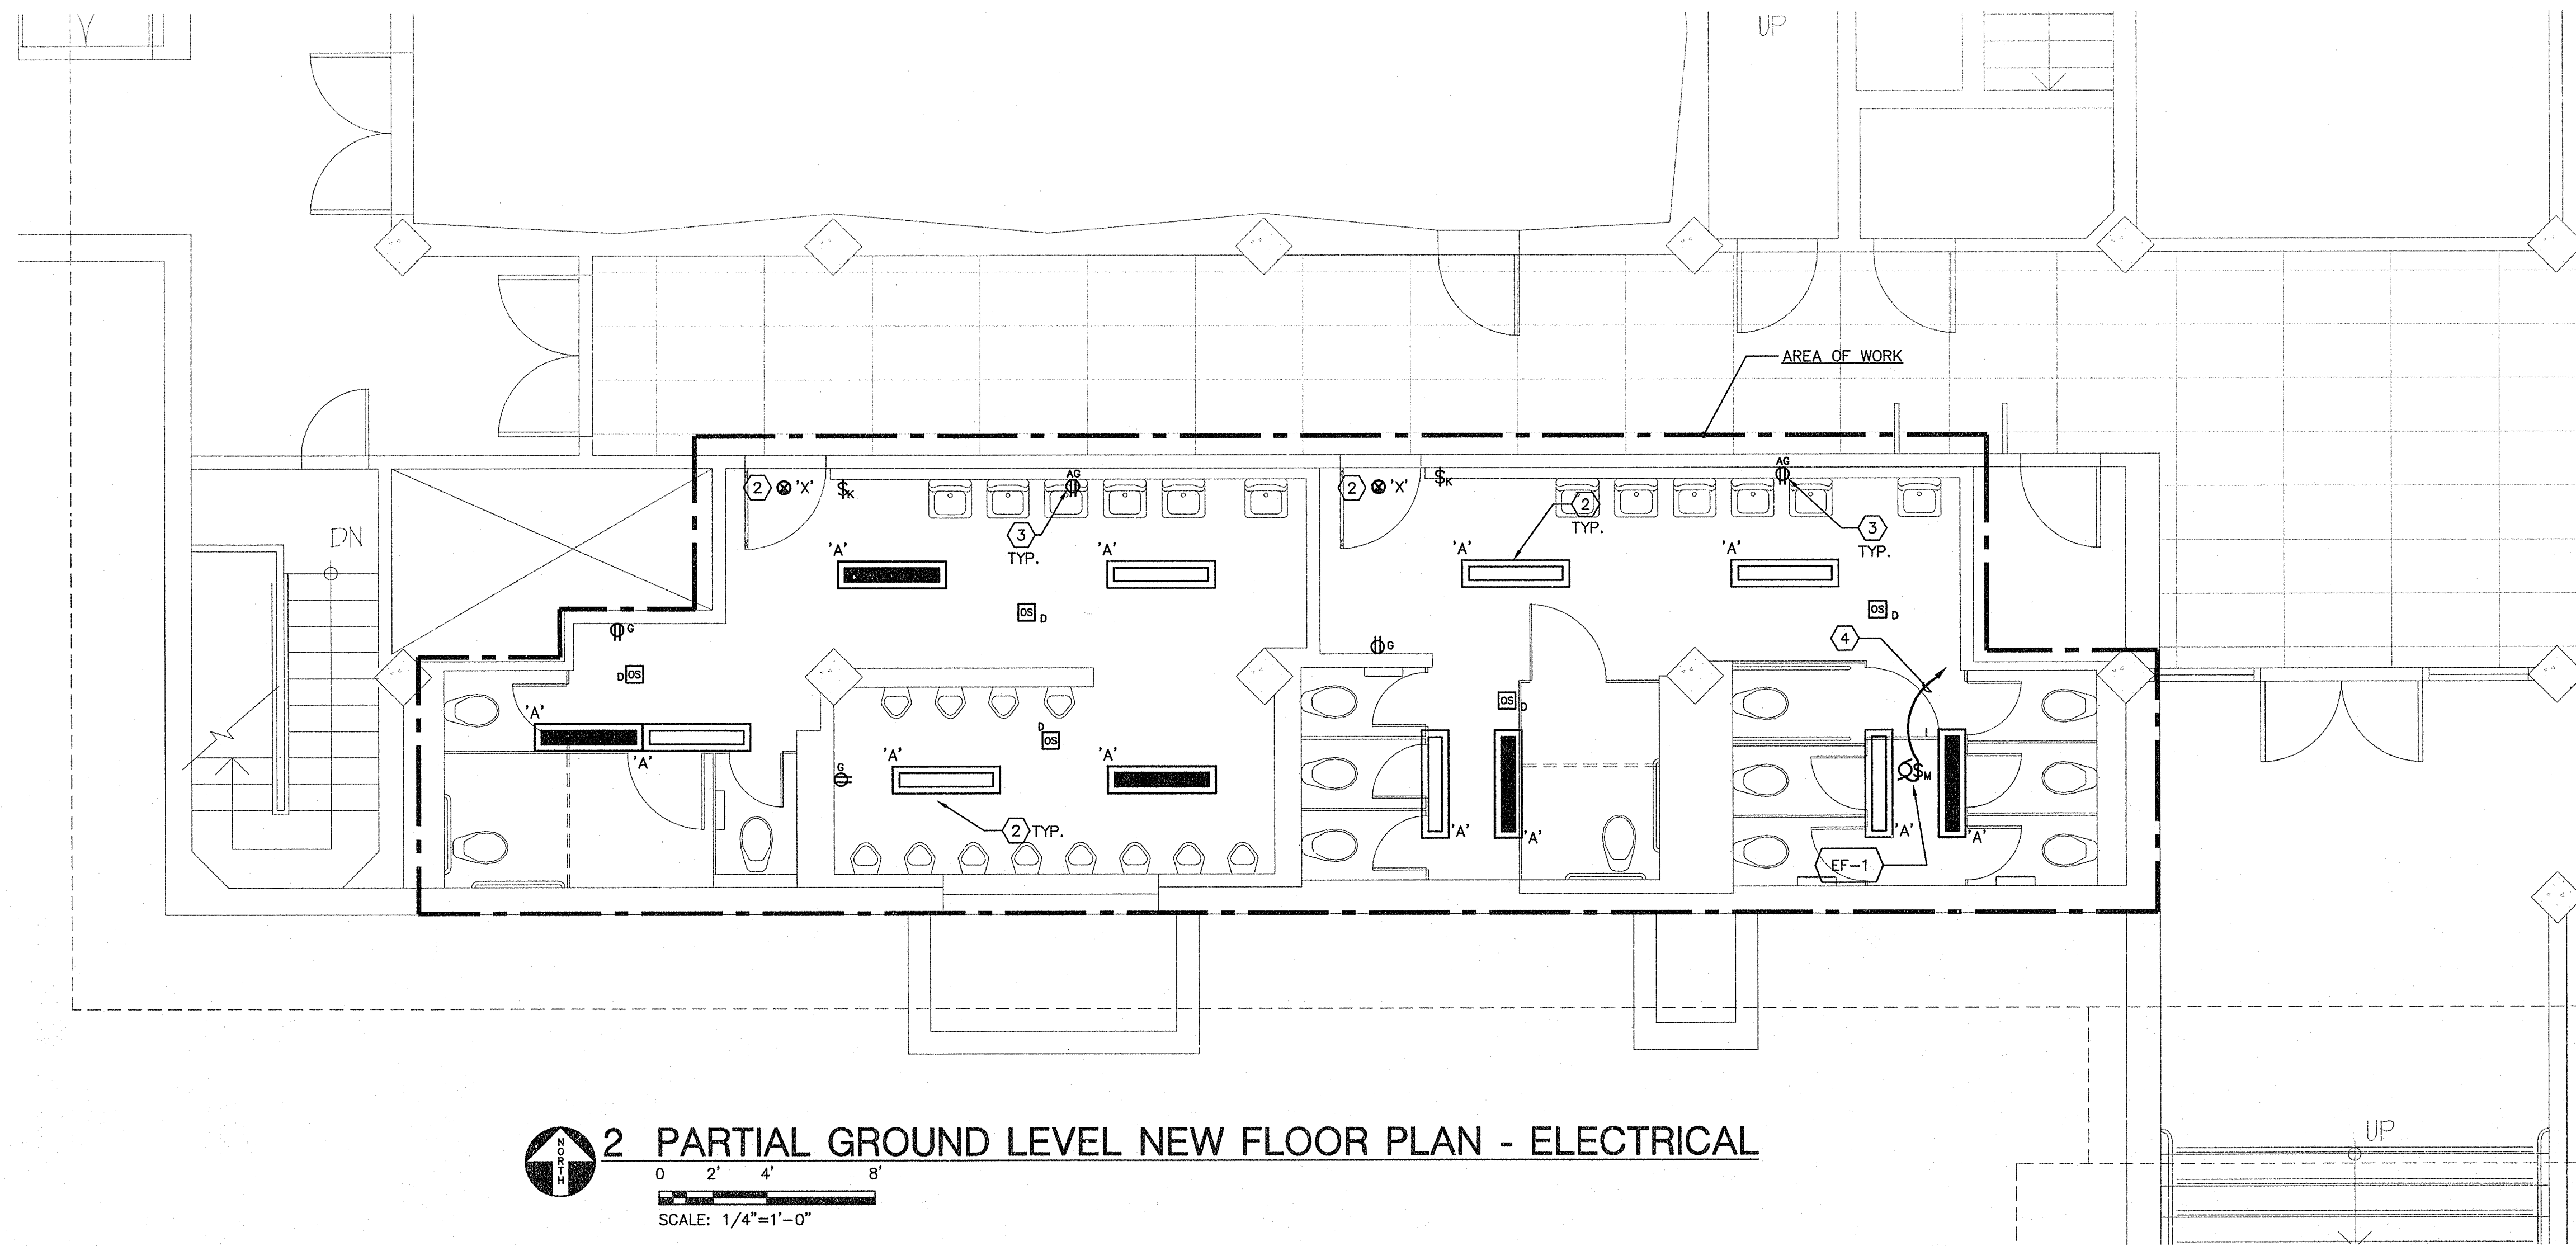 UP
AREA OF WORK
DN
2
'X'
$K
AG
3
TYP.
2
'X'
$K
2
TYP.
AG
3
TYP.
'A'
'A'
'A'
'A'
OS D
OS D
G
D OS
G
4
OS D
'A'
'A'
D
OS
G
'A'
'A'
2 TYP.
'A'
'A'
$M
'A'
'A'
EF-1
NORTH
2 PARTIAL GROUND LEVEL NEW FLOOR PLAN - ELECTRICAL
0 2' 4' 8'
SCALE: 1/4"=1'-0"
UP